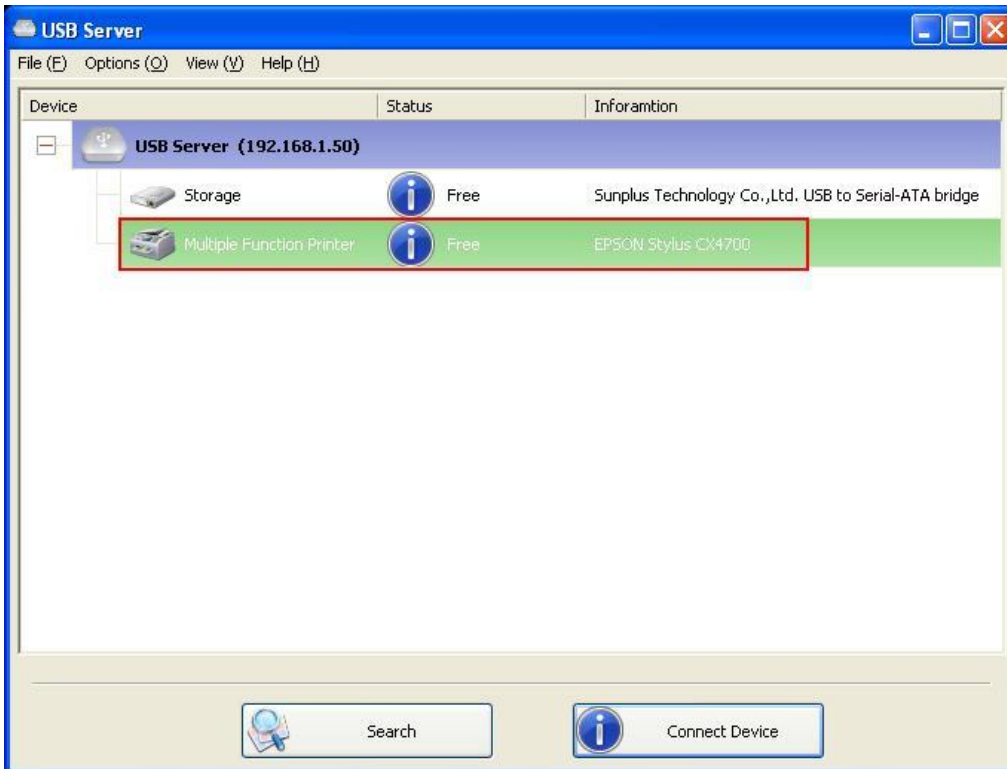 USB Server
File (F) Options (O) View (V) Help (H)
Device Status Inforamtion
USB Server (192.168.1.50)
Storage Free Sunplus Technology Co.,Ltd. USB to Serial-ATA bridge
Multiple Function Printer Free EPSON Stylus CX4700
Search Connect Device